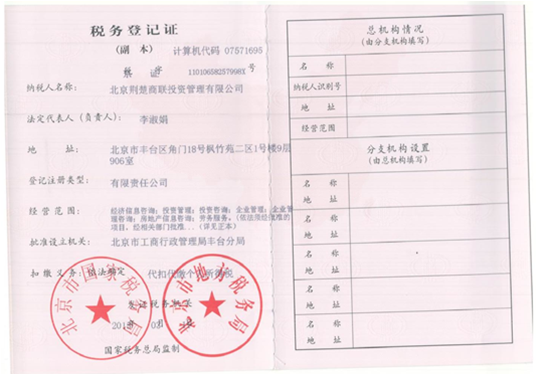 税务登记证
(副 本) 计算机代码 07571695
证 11010658257998X 号
纳税人名称: 北京荆楚商联投资管理有限公司
法定代表人(负责人): 李淑娟
地 址: 北京市丰台区角门18号枫竹苑二区1号楼9层
906室
登记注册类型: 有限责任公司
经营范围: 经济信息咨询;投资管理;投资咨询;企业管理;企业管
理咨询;房地产信息咨询;劳务服务。(依法须经批准的
项目,经相关部门批准...(详见正本)
批准设立机关: 北京市工商行政管理局丰台分局
扣缴义务: 依法确定 代扣代缴个人所得税
发证税务机关
国家税务总局监制
北京市国家税务局
北京市地方税务局
总机构情况
(由分支机构填写)
名 称
纳税人识别号
地 址
经营范围
分支机构设置
(由总机构填写)
名 称
地 址
名 称
地 址
名 称
地 址
名 称
地 址
名 称
地 址